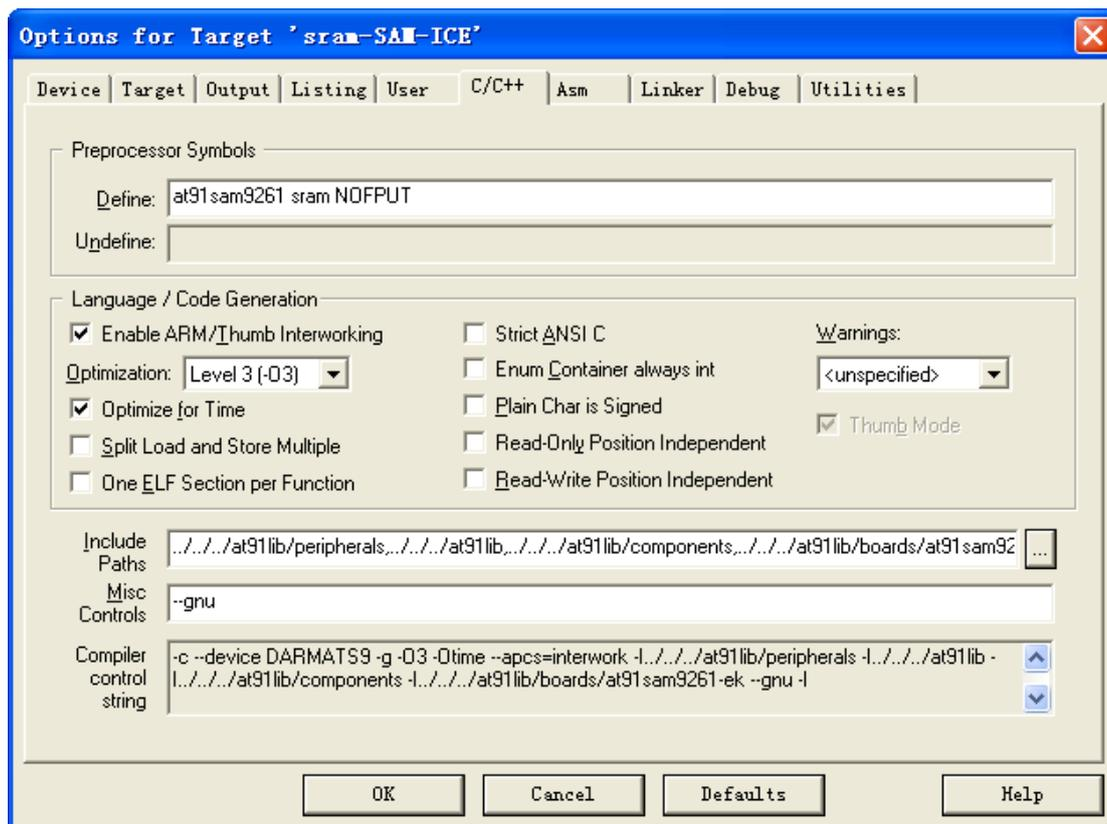 Options for Target 'sram-SAM-ICE'
Device Target Output Listing User C/C++ Asm Linker Debug Utilities
Preprocessor Symbols
Define: at91sam9261 sram NOFPUT
Undefine:
Language / Code Generation
Enable ARM/Thumb Interworking Strict ANSI C Warnings:
Optimization: Level 3 (-O3) Enum Container always int <unspecified>
Optimize for Time Plain Char is Signed Thumb Mode
Split Load and Store Multiple Read-Only Position Independent
One ELF Section per Function Read-Write Position Independent
Include Paths ../../../at91lib/peripherals,../../../at91lib,../../../at91lib/components,../../../at91lib/boards/at91sam92 ...
Misc Controls --gnu
Compiler control string -c --device DARMATS9 -g -O3 -Otime --apcs=interwork -I../../../at91lib/peripherals -I../../../at91lib -
I../../../at91lib/components -I../../../at91lib/boards/at91sam9261-ek --gnu -I
OK Cancel Defaults Help